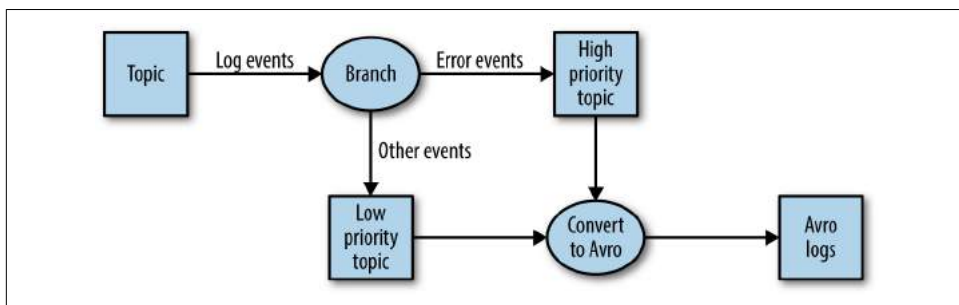 Topic
Log events
Branch
Error events
High
priority
topic
Other events
Low
priority
topic
Convert
to Avro
Avro
logs